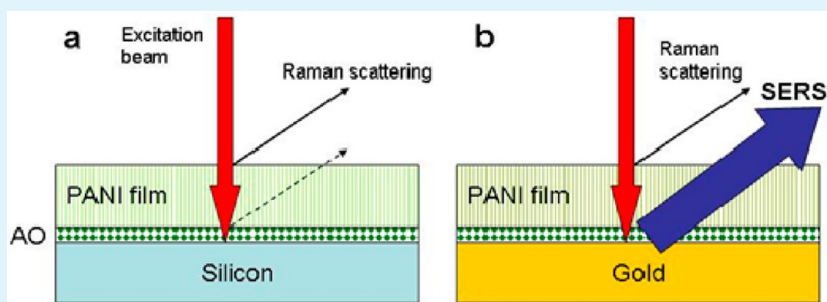 a
Excitation
beam
Raman scattering
PANI film
AO
Silicon
b
Raman
scattering
SERS
PANI film
Gold